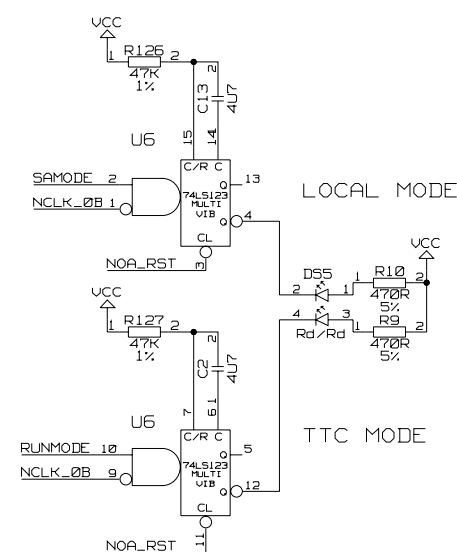 VCC
1 R126 2
47K
1%
2
C13
4U7
15
14
U6
C/R C
SAMODE 2
Q 13
74LS123
MULTI
VIB
NCLK_0B 1
Q 4
CL
NOA_RST
3
LOCAL MODE
VCC
DS5
2 1
1 R10 2
470R
5%
4 3
Rd/Rd
R9
1 2
470R
5%
VCC
1 R127 2
47K
1%
2
C2
4U7
7
6
1
U6
C/R C
TTC MODE
RUNMODE 10
Q 5
74LS123
MULTI
VIB
NCLK_0B 9
Q 12
CL
NOA_RST
11